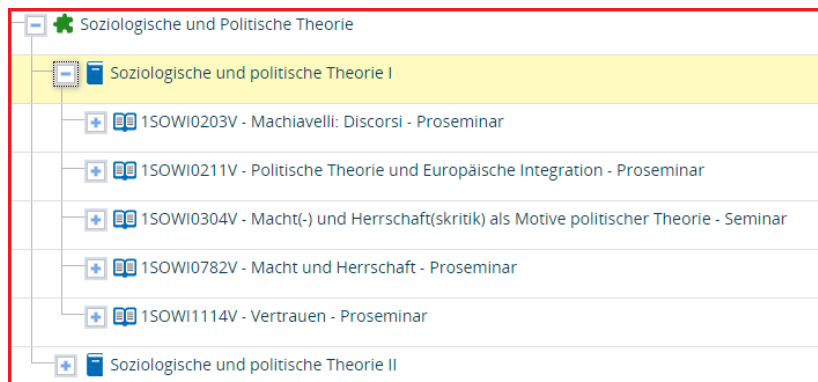 Soziologische und Politische Theorie
Soziologische und politische Theorie I
1SOWI0203V - Machiavelli: Discorsi - Proseminar
1SOWI0211V - Politische Theorie und Europäische Integration - Proseminar
1SOWI0304V - Macht(-) und Herrschaft(skritik) als Motive politischer Theorie - Seminar
1SOWI0782V - Macht und Herrschaft - Proseminar
1SOWI1114V - Vertrauen - Proseminar
Soziologische und politische Theorie II